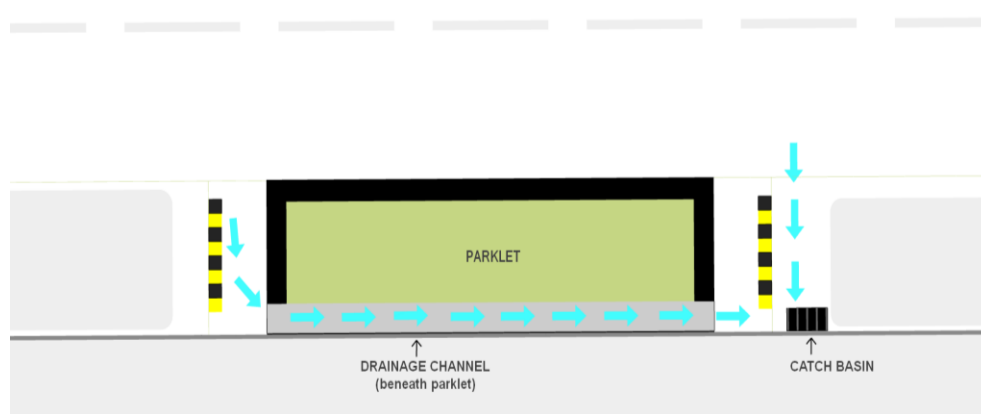 PARKLET
DRAINAGE CHANNEL
(beneath parklet)
CATCH BASIN